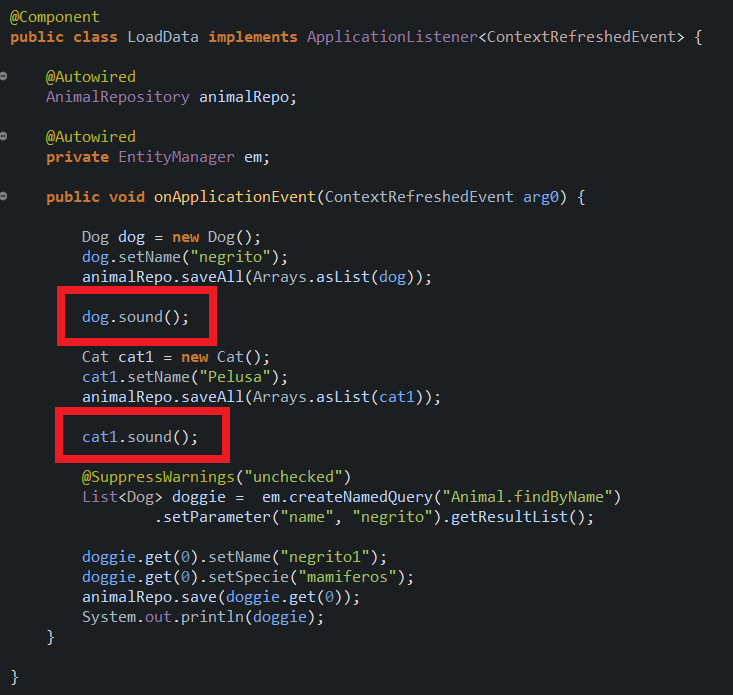 @Component
public class LoadData implements ApplicationListener<ContextRefreshedEvent> {
@Autowired
AnimalRepository animalRepo;
@Autowired
private EntityManager em;
public void onApplicationEvent(ContextRefreshedEvent arg0) {
Dog dog = new Dog();
dog.setName("negrito");
animalRepo.saveAll(Arrays.asList(dog));
dog.sound();
Cat cat1 = new Cat();
cat1.setName("Pelusa");
animalRepo.saveAll(Arrays.asList(cat1));
cat1.sound();
@SuppressWarnings("unchecked")
List<Dog> doggie =  em.createNamedQuery("Animal.findByName")
.setParameter("name", "negrito").getResultList();
doggie.get(0).setName("negrito1");
doggie.get(0).setSpecie("mamiferos");
animalRepo.save(doggie.get(0));
System.out.println(doggie);
}
}